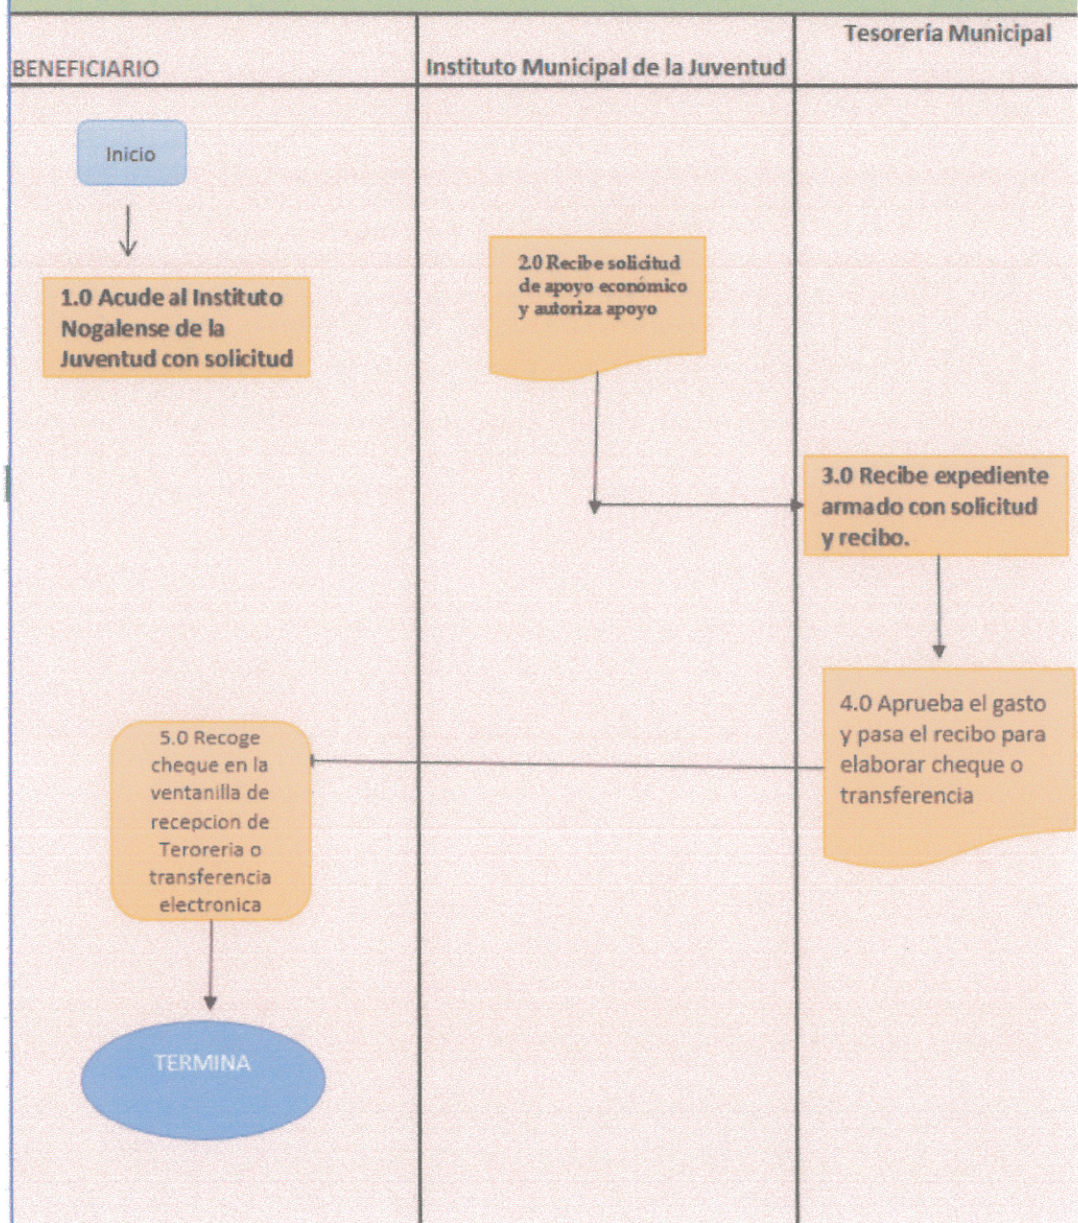 BENEFICIARIO
Instituto Municipal de la Juventud
Tesorería Municipal
Inicio
1.0 Acude al Instituto
Nogalense de la
Juventud con solicitud
2.0 Recibe solicitud
de apoyo económico
y autoriza apoyo
3.0 Recibe expediente
armado con solicitud
y recibo.
4.0 Aprueba el gasto
y pasa el recibo para
elaborar cheque o
transferencia
5.0 Recoge
cheque en la
ventanilla de
recepcion de
Teroreria o
transferencia
electronica
TERMINA